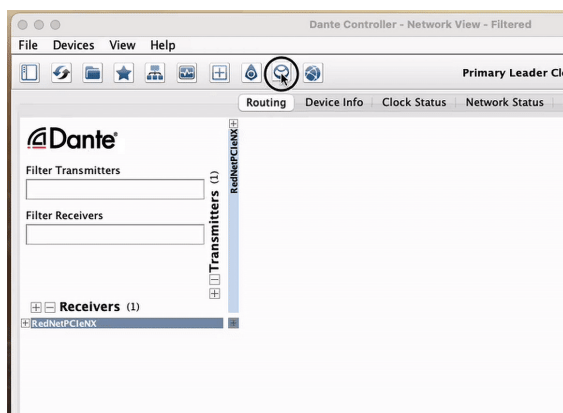 Dante Controller - Network View - Filtered
File Devices View Help
Primary Leader Clo
Routing Device Info Clock Status Network Status
Dante®
Filter Transmitters
Filter Receivers
RedNetPCIeNX
Transmitters (1)
Receivers (1)
RedNetPCIeNX